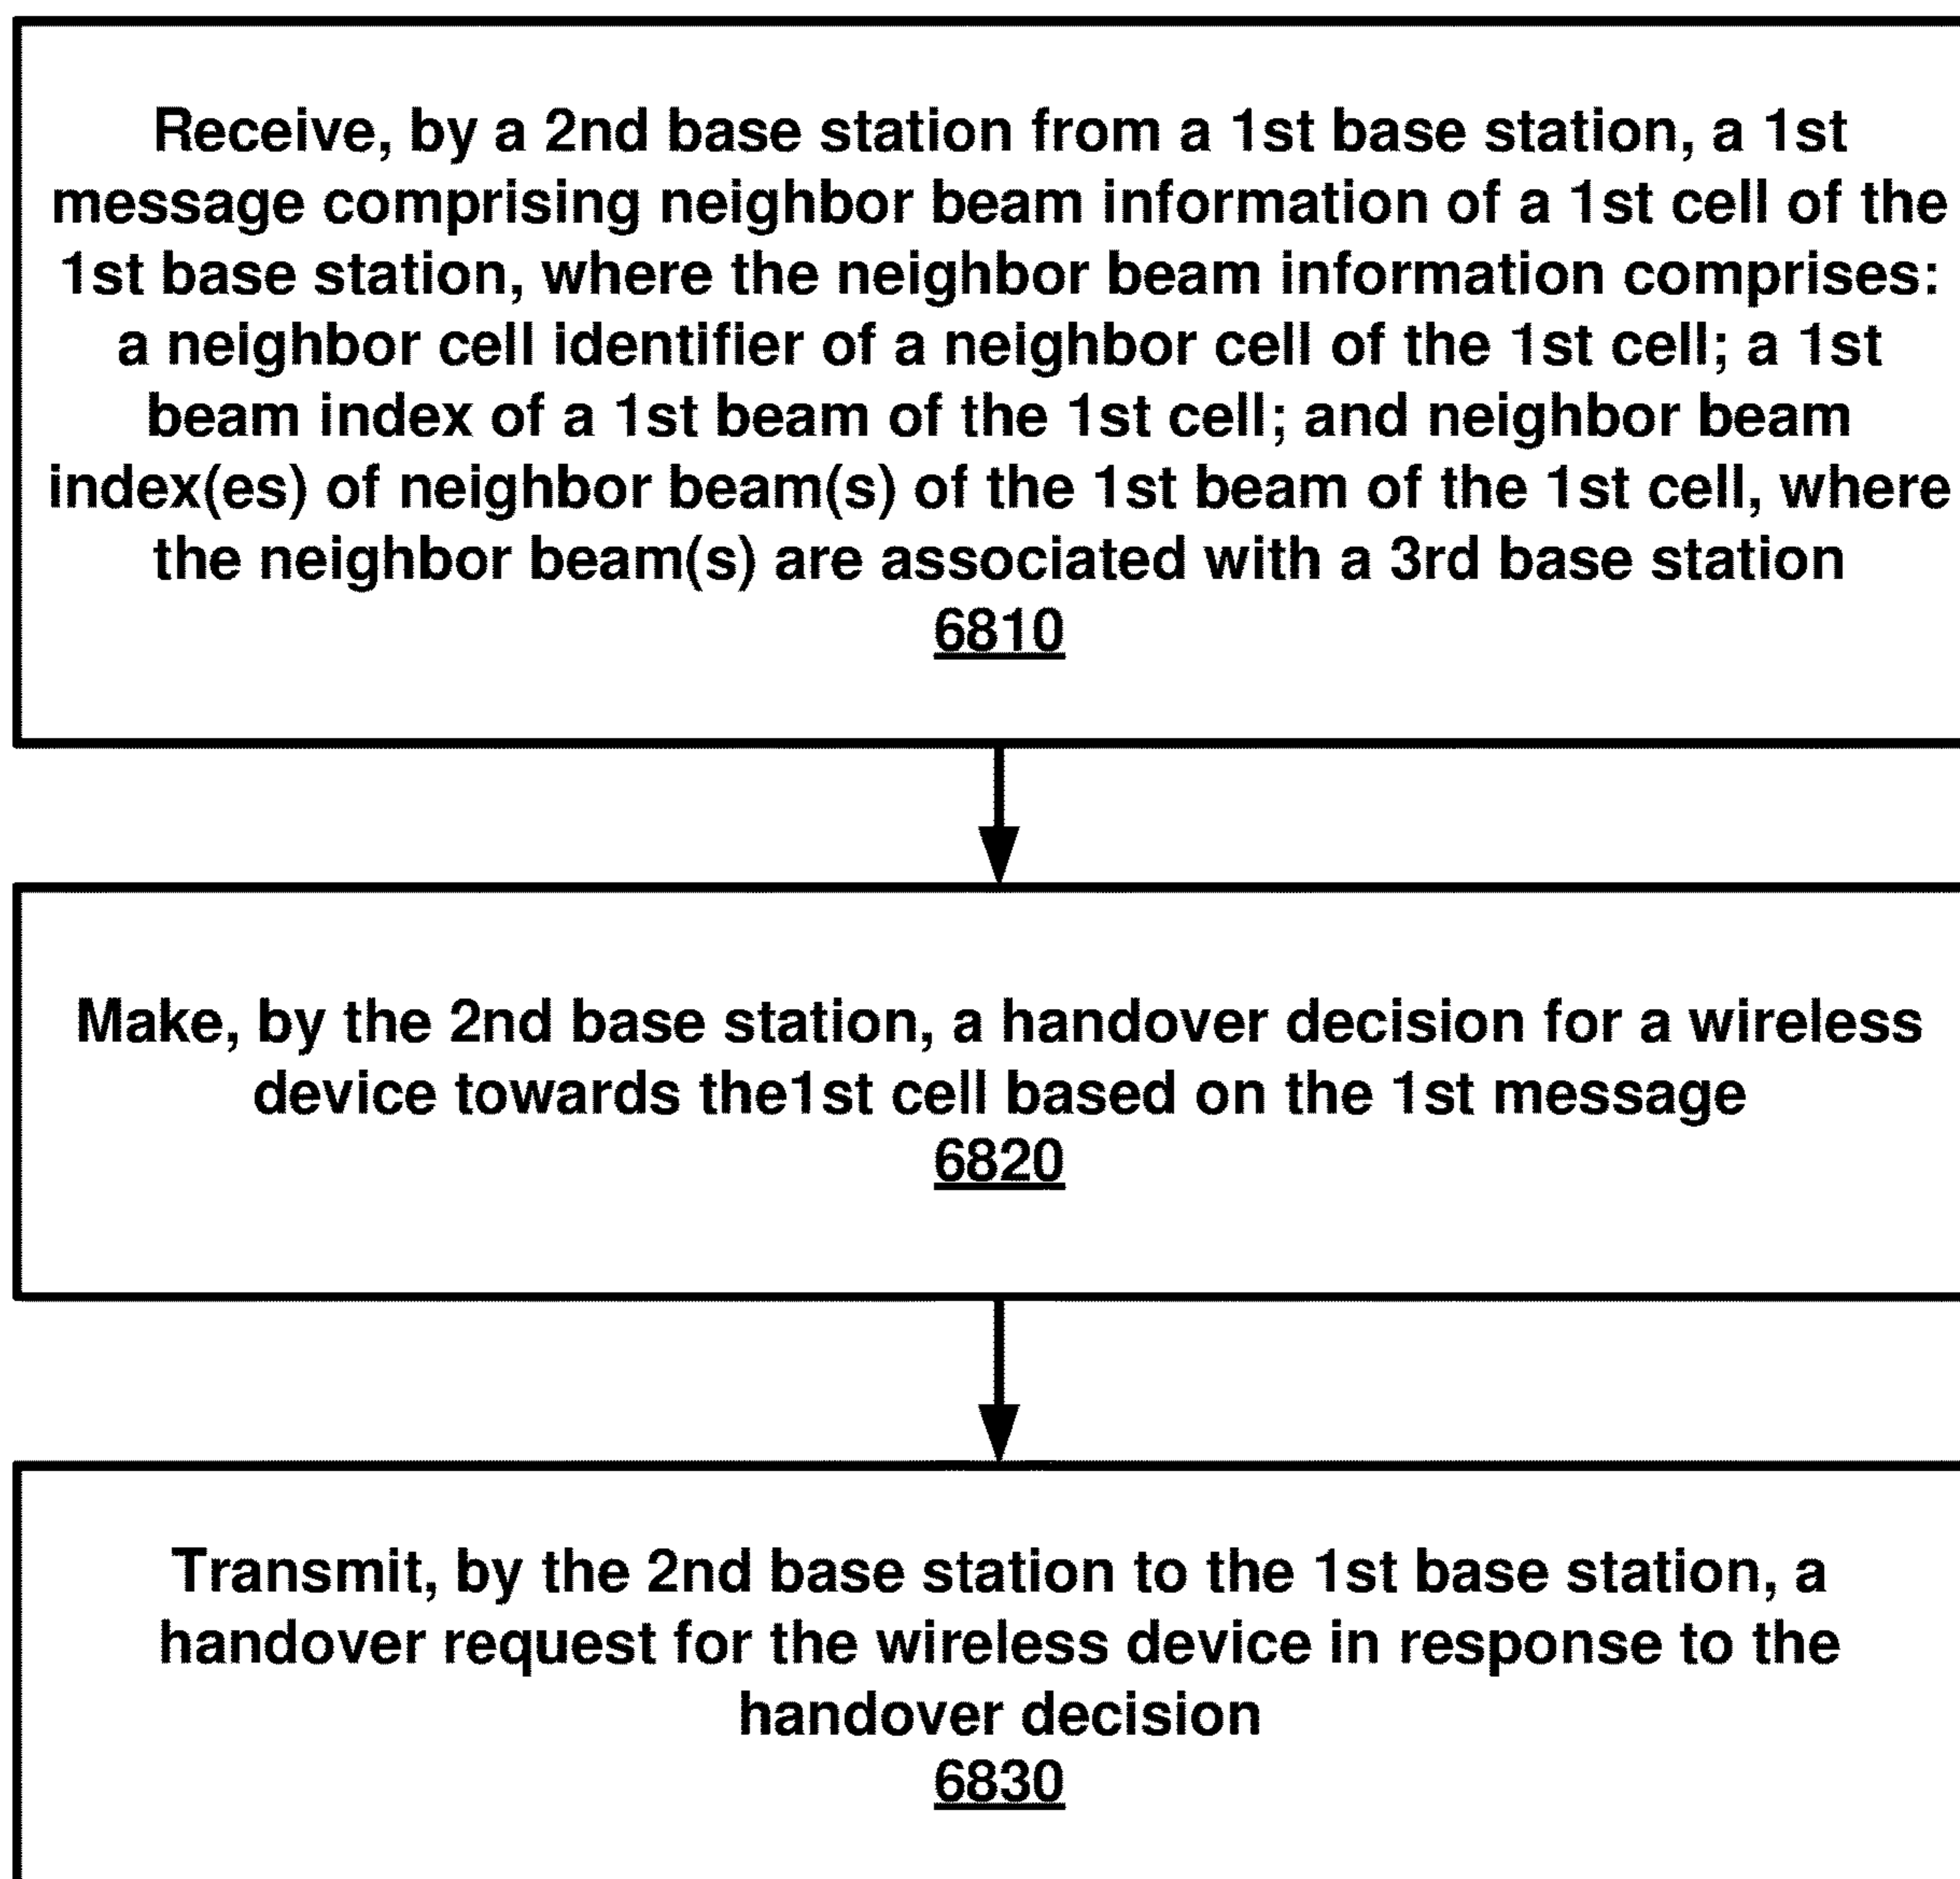 Receive, by a 2nd base station from a 1st base station, a 1st
message comprising neighbor beam information of a 1st cell of the
1st base station, where the neighbor beam information comprises:
a neighbor cell identifier of a neighbor cell of the 1st cell; a 1st
beam index of a 1st beam of the 1st cell; and neighbor beam
index(es) of neighbor beam(s) of the 1st beam of the 1st cell, where
the neighbor beam(s) are associated with a 3rd base station
6810
Make, by the 2nd base station, a handover decision for a wireless
device towards the1st cell based on the 1st message
6820
Transmit, by the 2nd base station to the 1st base station, a
handover request for the wireless device in response to the
handover decision
6830